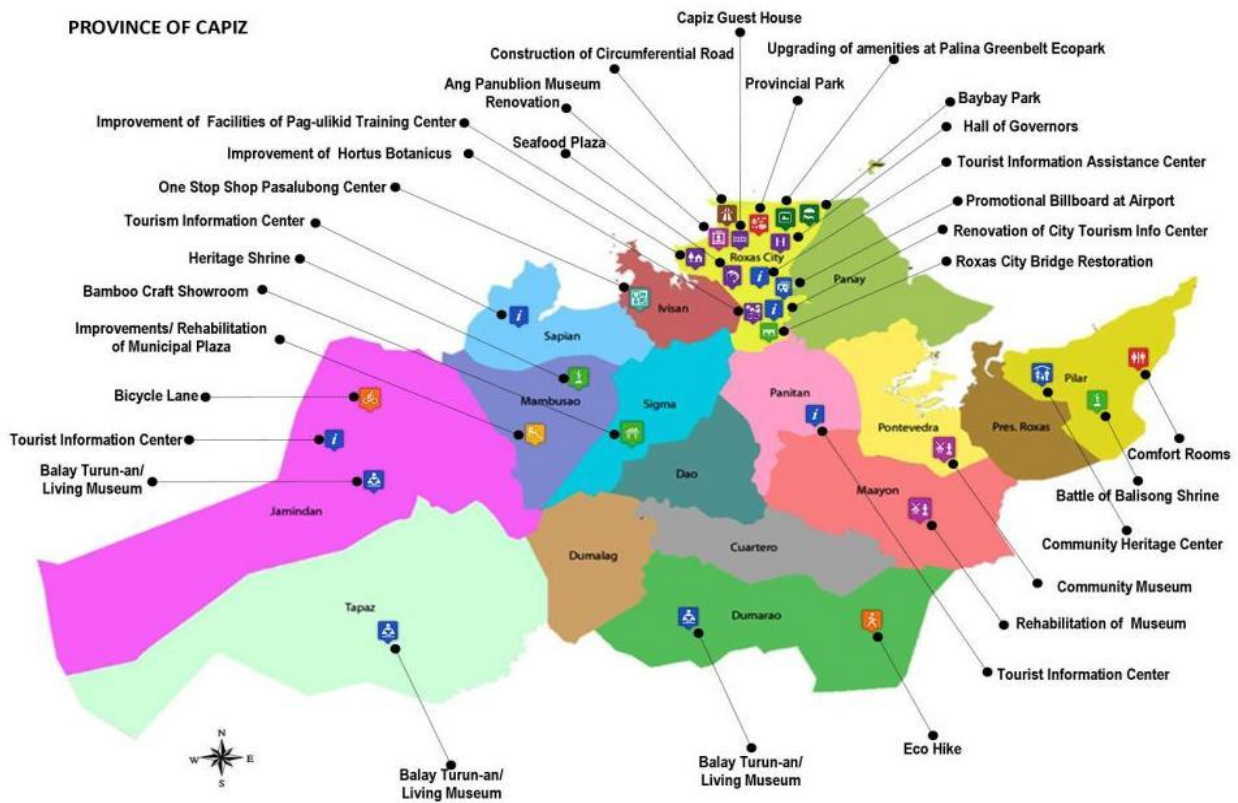 PROVINCE OF CAPIZ
Capiz Guest House
Construction of Circumferential Road
Upgrading of amenities at Palina Greenbelt Ecopark
Ang Panublion Museum
Renovation
Provincial Park
Baybay Park
Improvement of Facilities of Pag-ulikid Training Center
Hall of Governors
Seafood Plaza
Improvement of Hortus Botanicus
Tourist Information Assistance Center
One Stop Shop Pasalubong Center
Promotional Billboard at Airport
Tourism Information Center
Renovation of City Tourism Info Center
Heritage Shrine
Roxas City Bridge Restoration
Bamboo Craft Showroom
Improvements/ Rehabilitation
of Municipal Plaza
Bicycle Lane
Tourist Information Center
Balay Turun-an/
Living Museum
Roxas City
Panay
Ivisan
Sapian
Mambusao
Sigma
Panitan
Pontevedra
Pres. Roxas
Pilar
Dao
Maayon
Jamindan
Cuartero
Dumalag
Tapaz
Dumarao
Comfort Rooms
Battle of Balisong Shrine
Community Heritage Center
Community Museum
Rehabilitation of Museum
Tourist Information Center
Eco Hike
Balay Turun-an/
Living Museum
Balay Turun-an/
Living Museum
N
W
E
S
H
i
i
i
i
i